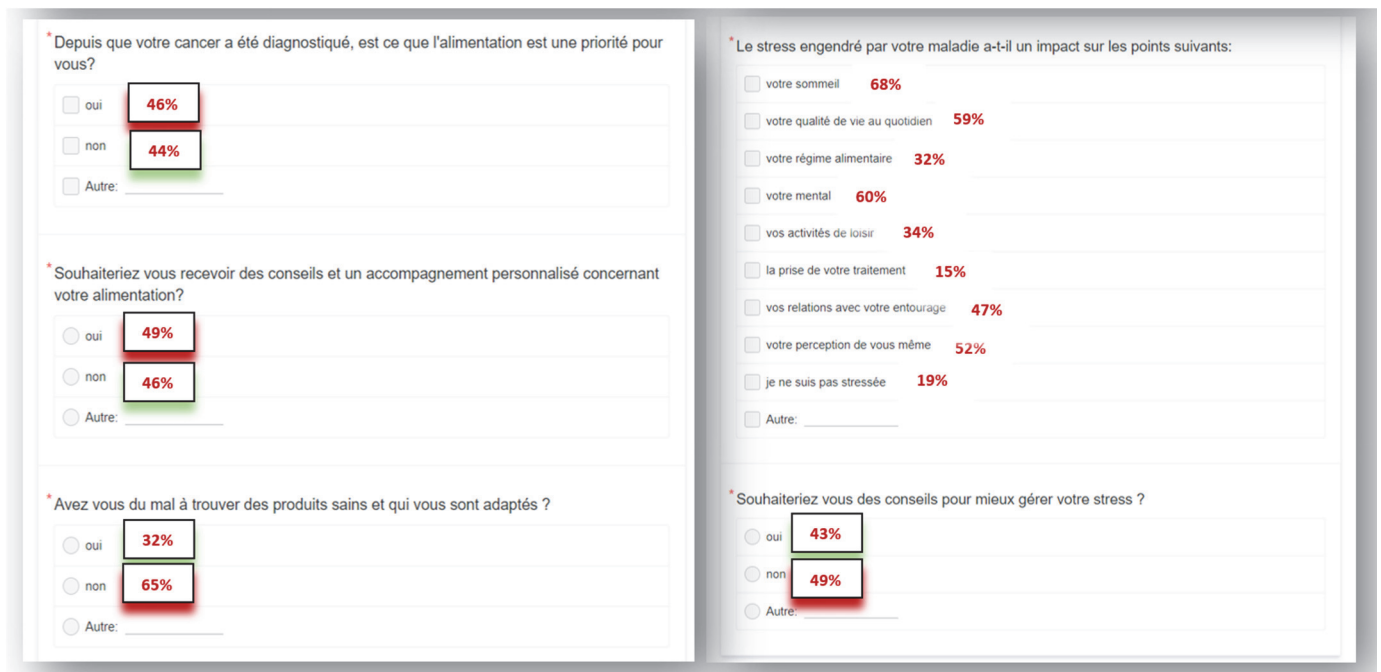 *Depuis que votre cancer a été diagnostiqué, est ce que l'alimentation est une priorité pour
vous?
oui 46%
non 44%
Autre:
*Souhaiteriez vous recevoir des conseils et un accompagnement personnalisé concernant
votre alimentation?
oui 49%
non 46%
Autre:
*Avez vous du mal à trouver des produits sains et qui vous sont adaptés ?
oui 32%
non 65%
Autre:
*Le stress engendré par votre maladie a-t-il un impact sur les points suivants:
votre sommeil 68%
votre qualité de vie au quotidien 59%
votre régime alimentaire 32%
votre mental 60%
vos activités de loisir 34%
la prise de votre traitement 15%
vos relations avec votre entourage 47%
votre perception de vous même 52%
je ne suis pas stressée 19%
Autre:
*Souhaiteriez vous des conseils pour mieux gérer votre stress ?
oui 43%
non 49%
Autre: